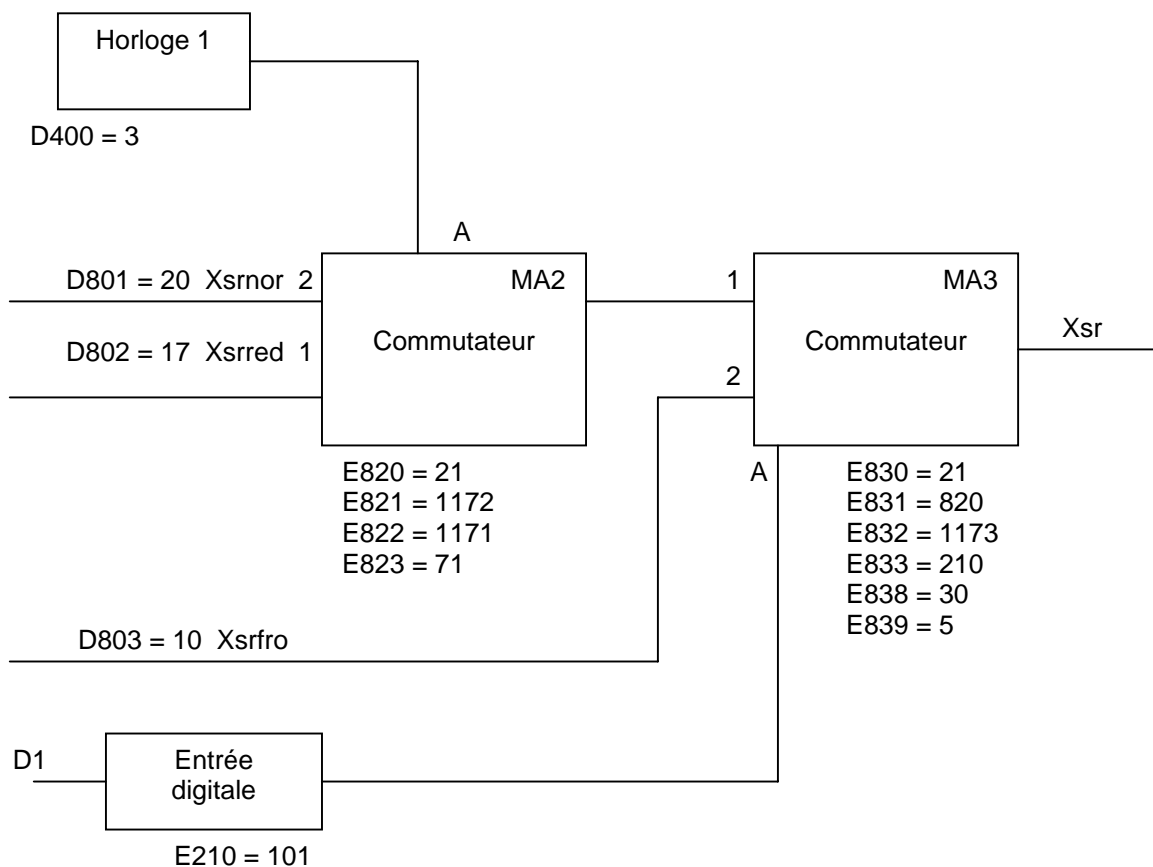 Horloge 1
D400 = 3
A
D801 = 20 Xsrnor 2
MA2
1
MA3
D802 = 17 Xsrred 1
Commutateur
Commutateur
Xsr
2
E820 = 21
E821 = 1172
E822 = 1171
E823 = 71
A
E830 = 21
E831 = 820
E832 = 1173
E833 = 210
E838 = 30
E839 = 5
D803 = 10 Xsrfro
D1
Entrée
digitale
E210 = 101